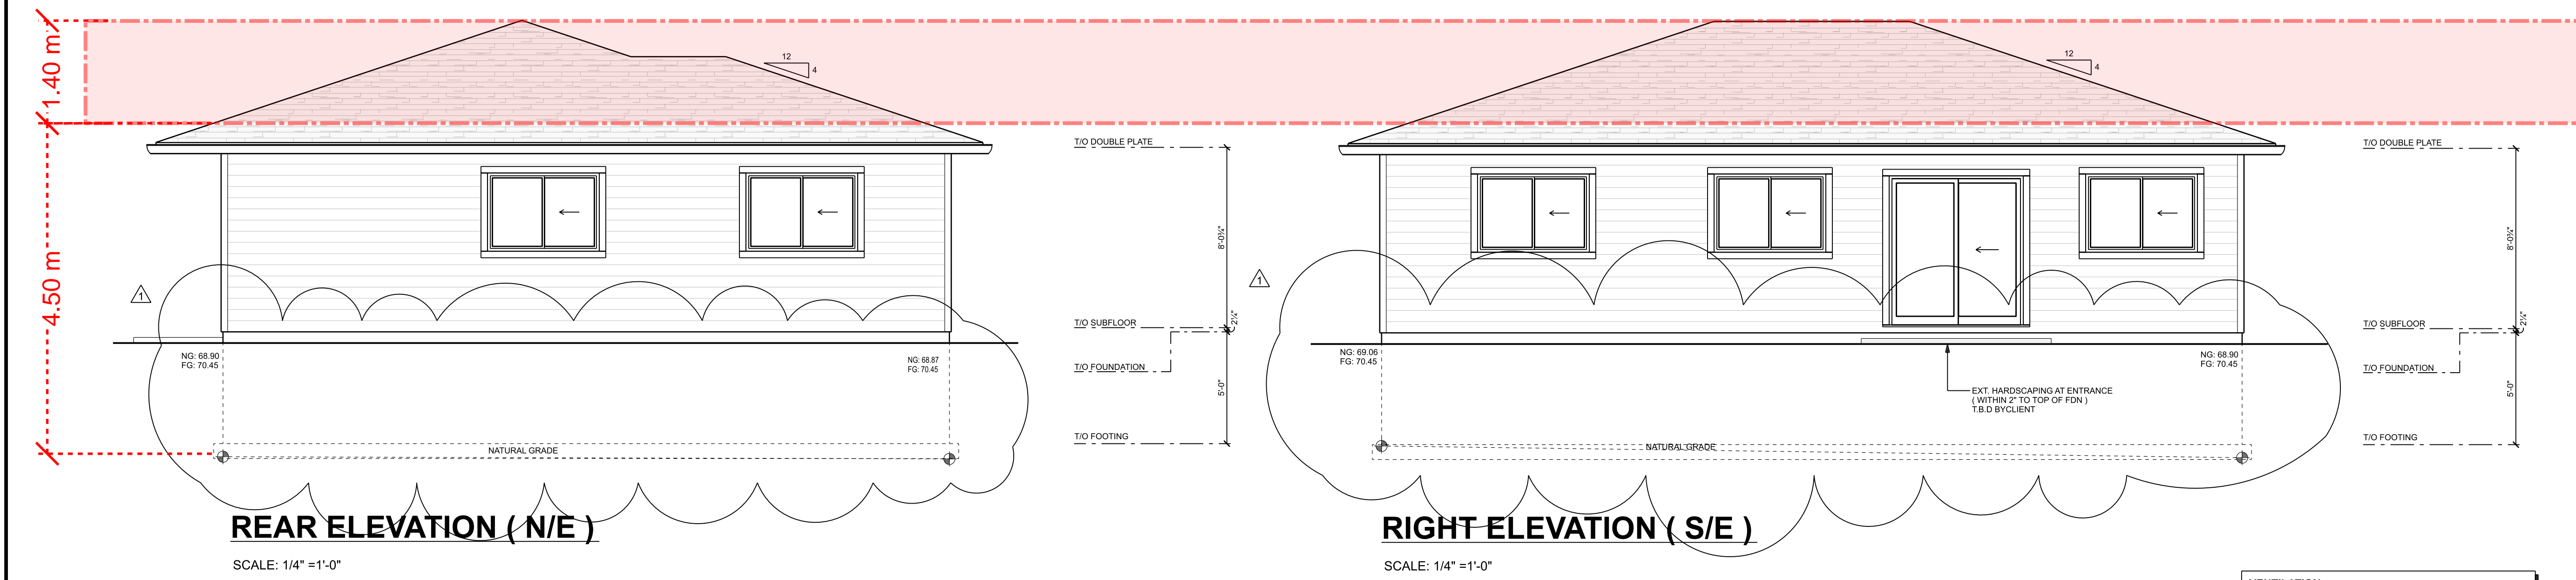 1.40 m
4.50 m
12
4
T/O DOUBLE PLATE
8'-0¾"
1
T/O SUBFLOOR
2¼"
NG: 68.90
FG: 70.45
NG: 68.87
FG: 70.45
T/O FOUNDATION
5'-0"
T/O FOOTING
NATURAL GRADE
REAR ELEVATION ( N/E )
SCALE: 1/4" =1'-0"
12
4
T/O DOUBLE PLATE
8'-0¾"
1
T/O SUBFLOOR
2¼"
NG: 69.06
FG: 70.45
NG: 68.90
FG: 70.45
T/O FOUNDATION
EXT. HARDSCAPING AT ENTRANCE
( WITHIN 2" TO TOP OF FDN )
T.B.D BYCLIENT
5'-0"
T/O FOOTING
NATURAL GRADE
RIGHT ELEVATION ( S/E )
SCALE: 1/4" =1'-0"